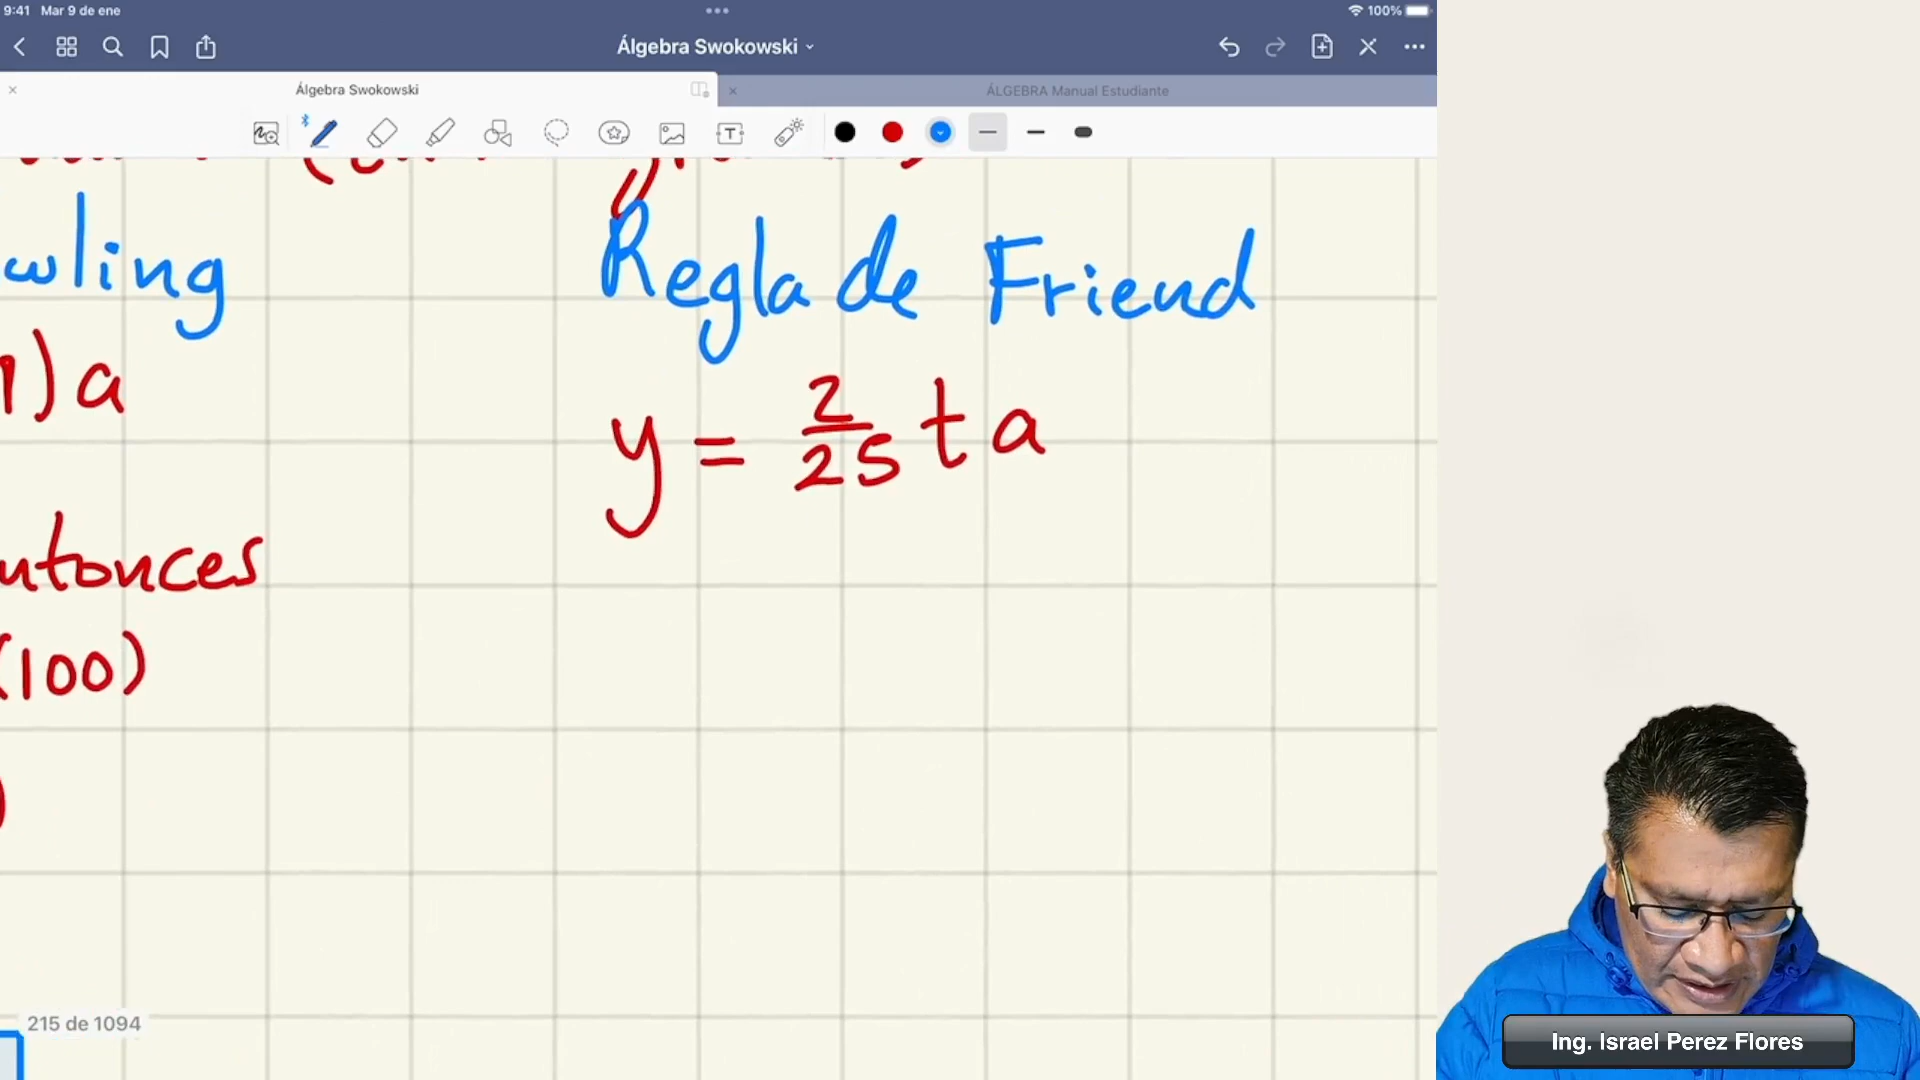 9:41 Mar 9 de ene
100%
Álgebra Swokowski
Álgebra Swokowski
ÁLGEBRA Manual Estudiante
wling
Regla de Friend
1) a
y = 2/25 t a
ntonces
(100)
)
215 de 1094
Ing. Israel Perez Flores